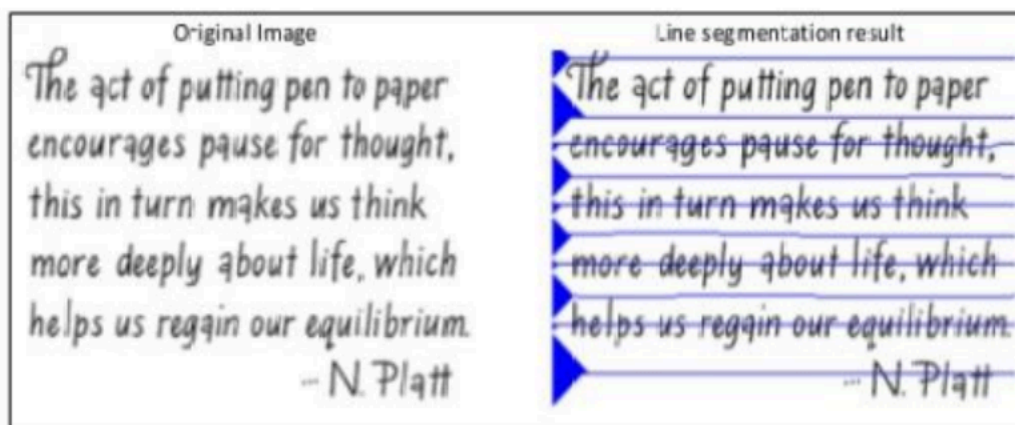 Original Image
The act of putting pen to paper
encourages pause for thought,
this in turn makes us think
more deeply about life, which
helps us regain our equilibrium.
-- N. Platt
Line segmentation result
The act of putting pen to paper
encourages pause for thought,
this in turn makes us think
more deeply about life, which
helps us regain our equilibrium.
-- N. Platt